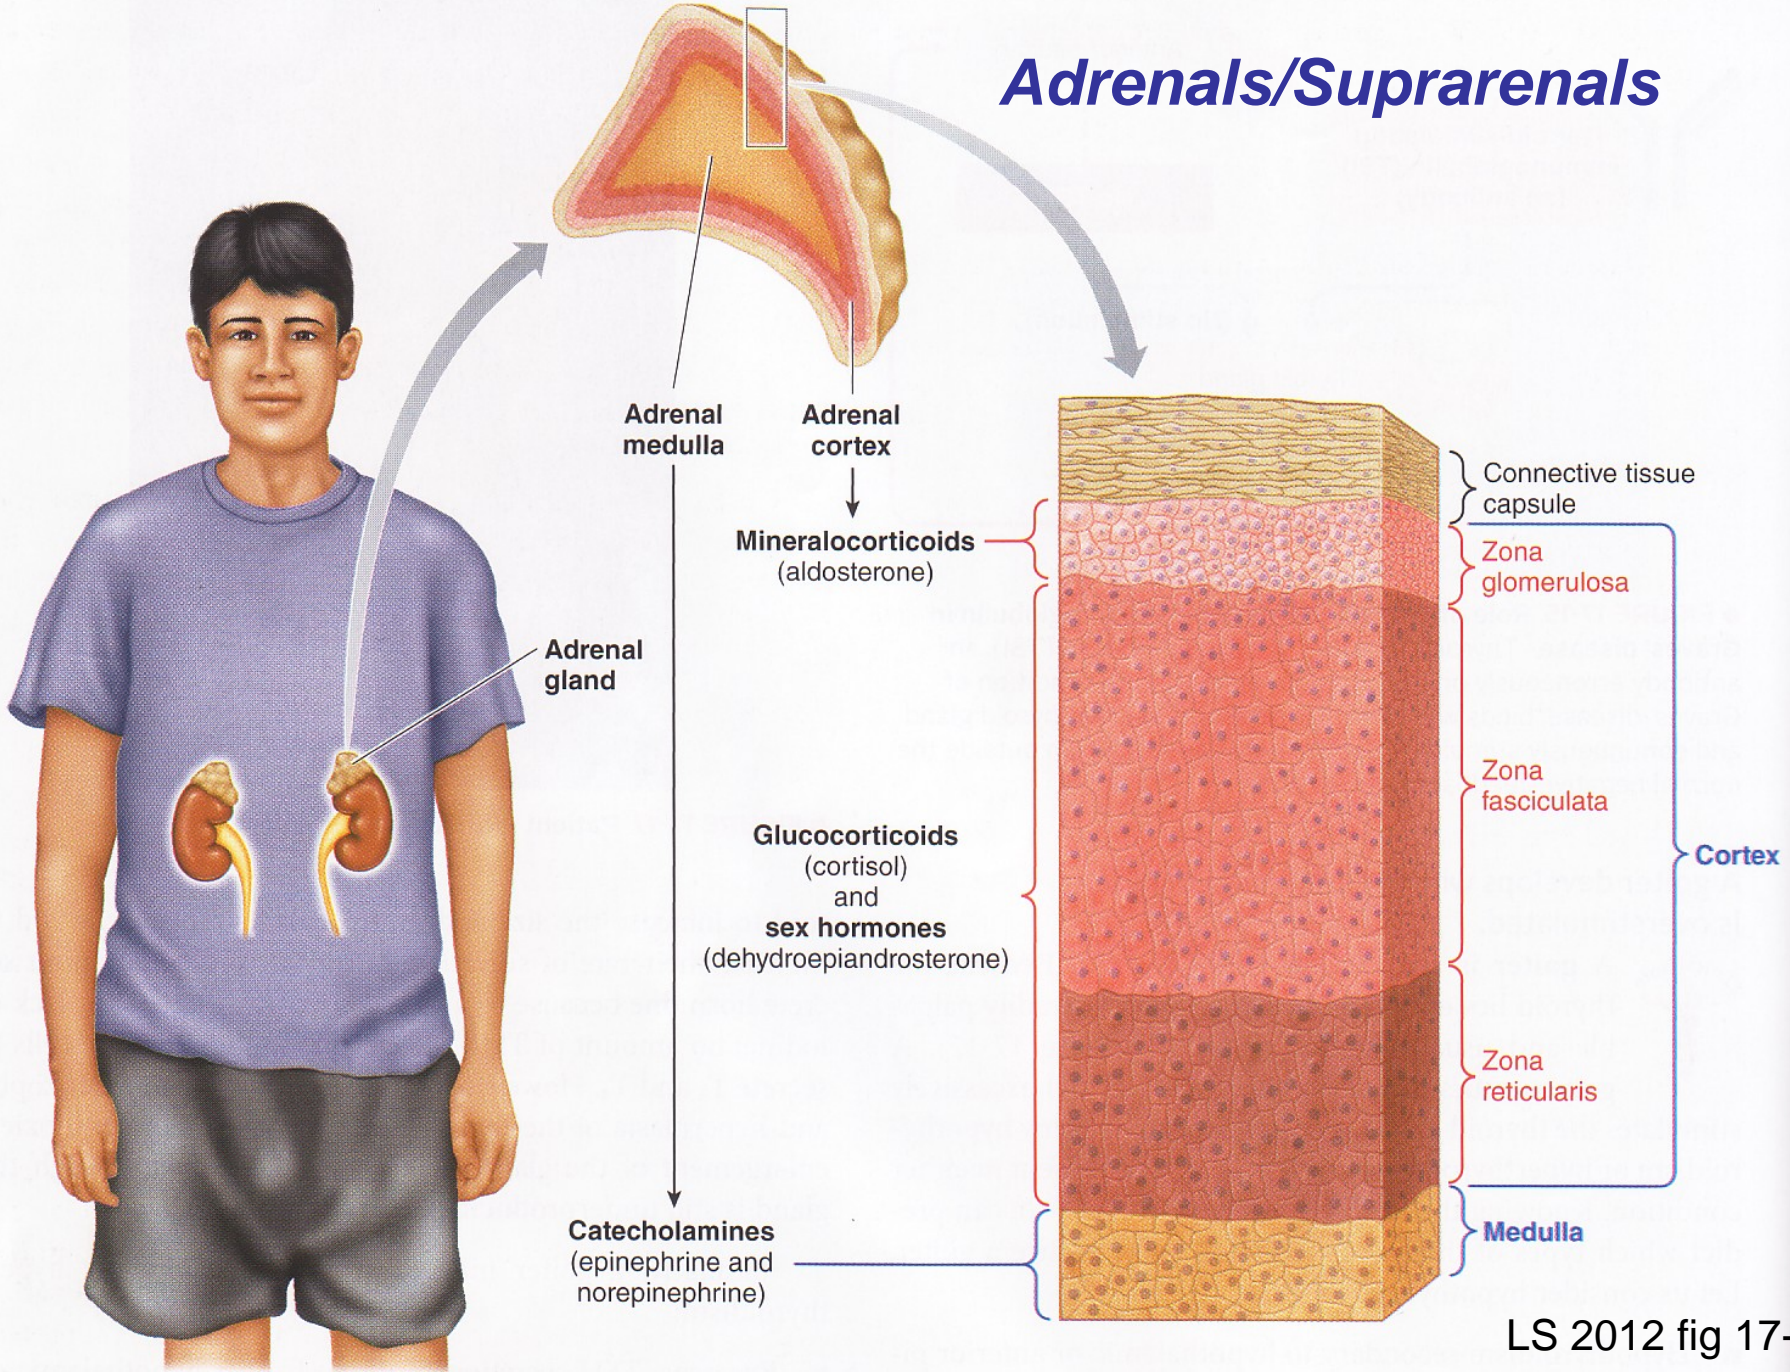 Adrenals/Suprarenals
Adrenal
medulla
Adrenal
cortex
Connective tissue
capsule
Mineralocorticoids
(aldosterone)
Zona
glomerulosa
Adrenal
gland
Zona
fasciculata
Glucocorticoids
(cortisol)
and
sex hormones
(dehydroepiandrosterone)
Cortex
Zona
reticularis
Catecholamines
(epinephrine and
norepinephrine)
Medulla
LS 2012 fig 17-